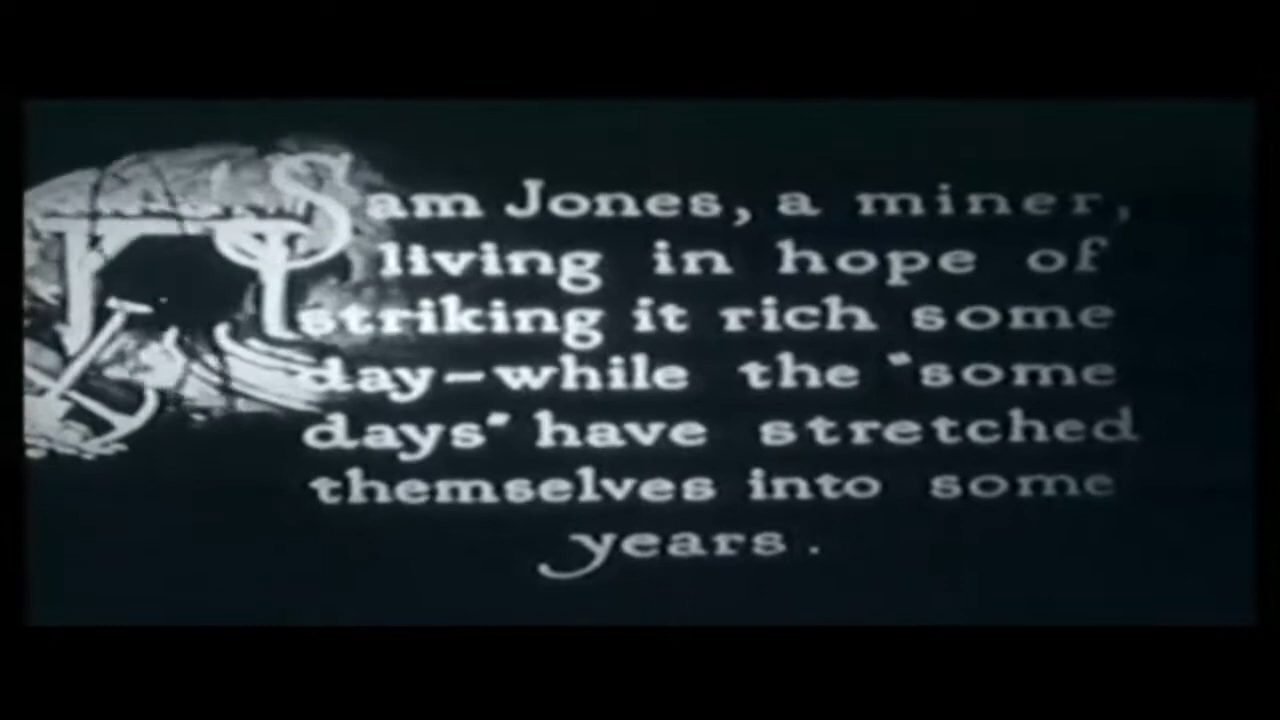 Sam Jones, a miner,
living in hope of
striking it rich some
day-while the "some
days" have stretched
themselves into some
years.